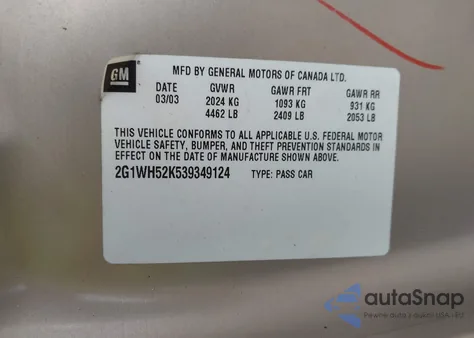 GM
MFD BY GENERAL MOTORS OF CANADA LTD.
DATE GVWR GAWR FRT GAWR RR
03/03 2024 KG 1093 KG 931 KG
4462 LB 2409 LB 2053 LB
THIS VEHICLE CONFORMS TO ALL APPLICABLE U.S. FEDERAL MOTOR
VEHICLE SAFETY, BUMPER, AND THEFT PREVENTION STANDARDS
IN EFFECT ON THE DATE OF MANUFACTURE SHOWN ABOVE.
2G1WH52K539349124 TYPE: PASS CAR
autoSnap